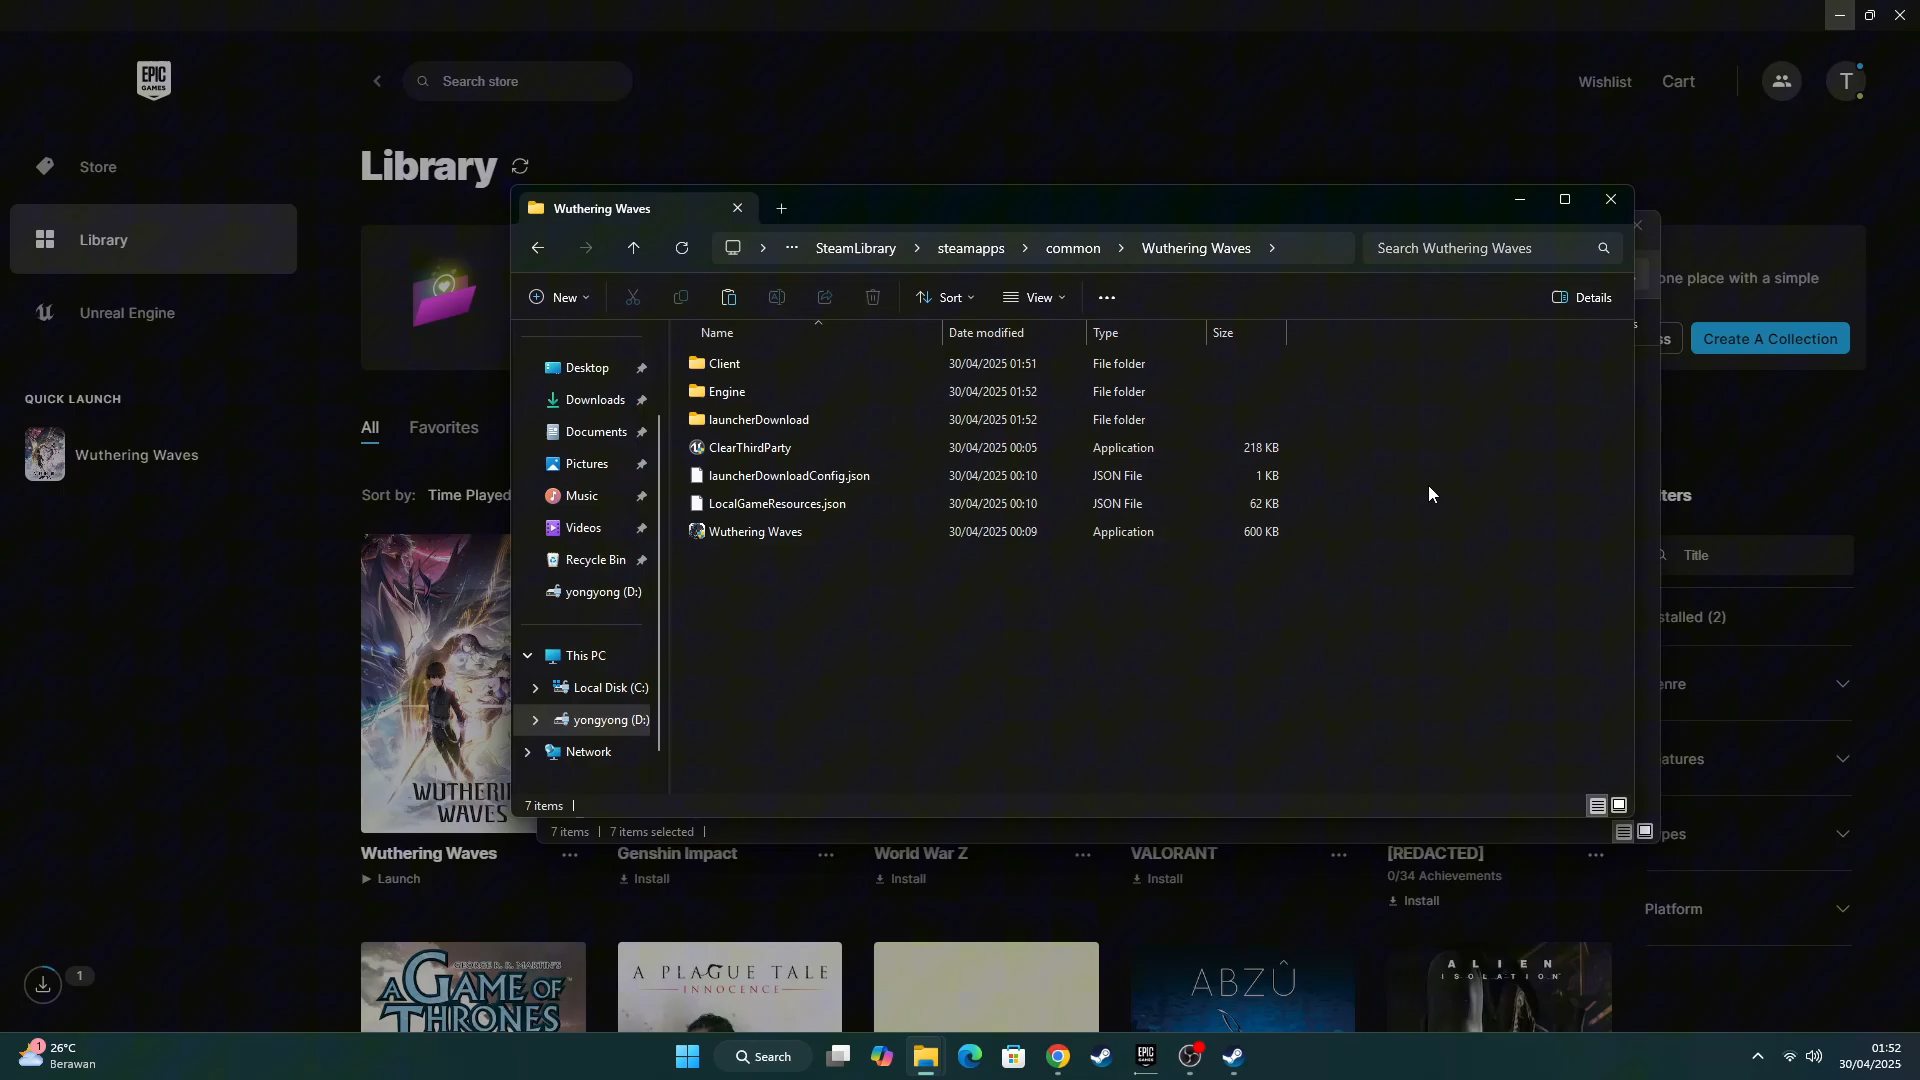 EPIC
GAMES
Search store
Wishlist
Cart
T
Store
Library
Unreal Engine
QUICK LAUNCH
Wuthering Waves
Library
All
Favorites
Sort by: Time Played
Wuthering Waves
SteamLibrary > steamapps > common > Wuthering Waves >
Search Wuthering Waves
New
Sort
View
Details
Name
Date modified
Type
Size
Client 30/04/2025 01:51 File folder
Engine 30/04/2025 01:52 File folder
launcherDownload 30/04/2025 01:52 File folder
ClearThirdParty 30/04/2025 00:05 Application 218 KB
launcherDownloadConfig.json 30/04/2025 00:10 JSON File 1 KB
LocalGameResources.json 30/04/2025 00:10 JSON File 62 KB
Wuthering Waves 30/04/2025 00:09 Application 600 KB
Desktop
Downloads
Documents
Pictures
Music
Videos
Recycle Bin
yongyong (D:)
This PC
Local Disk (C:)
yongyong (D:)
Network
7 items
7 items | 7 items selected
one place with a simple
s
ss
Create A Collection
lters
Title
stalled (2)
enre
atures
pes
Platform
WUTHERI
WAVES
Wuthering Waves
Launch
Genshin Impact
Install
World War Z
Install
VALORANT
Install
[REDACTED]
0/34 Achievements
Install
GEORGE R. R. MARTIN'S
A GAME OF
THRONES
A PLAGUE TALE
INNOCENCE
ABZÛ
ALIEN
ISOLATION
1
1
26°C
Berawan
Search
EPIC
GAMES
01:52
30/04/2025